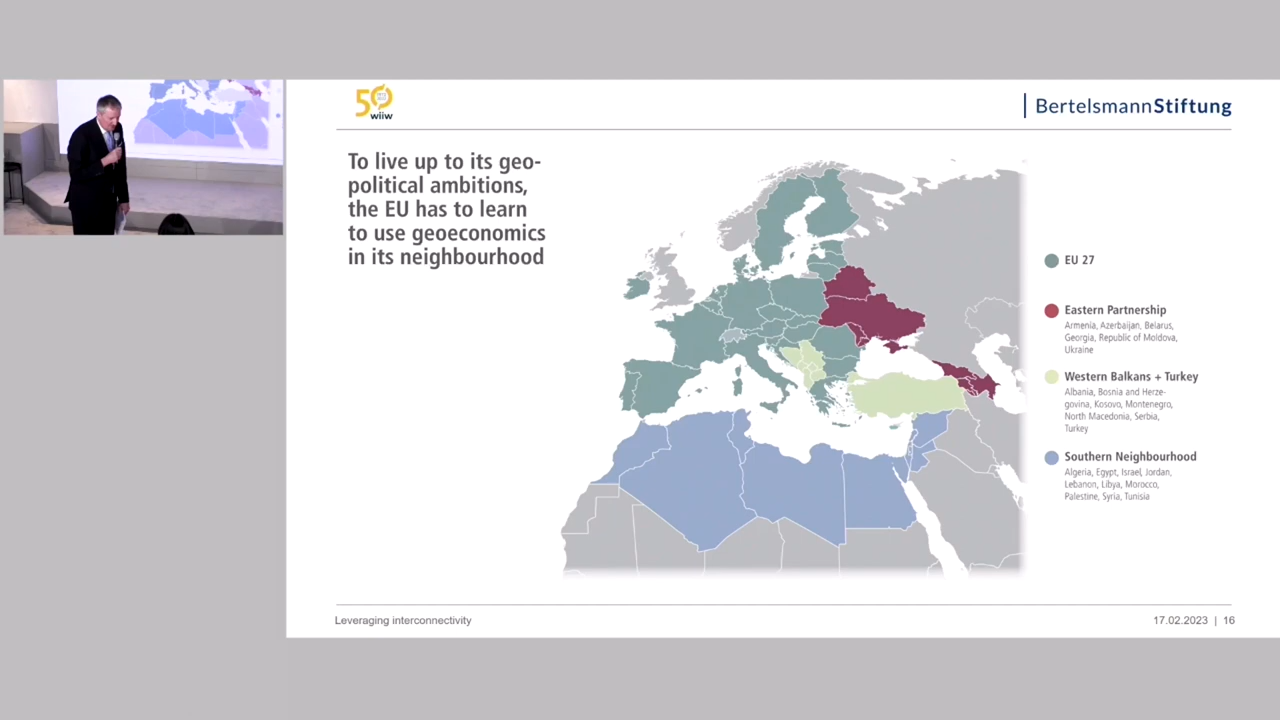 50
wiiw
BertelsmannStiftung
To live up to its geo-
political ambitions,
the EU has to learn
to use geoeconomics
in its neighbourhood
EU 27
Eastern Partnership
Armenia, Azerbaijan, Belarus,
Georgia, Republic of Moldova,
Ukraine
Western Balkans + Turkey
Albania, Bosnia and Herze-
govina, Kosovo, Montenegro,
North Macedonia, Serbia,
Turkey
Southern Neighbourhood
Algeria, Egypt, Israel, Jordan,
Lebanon, Libya, Morocco,
Palestine, Syria, Tunisia
Leveraging interconnectivity
17.02.2023 | 16